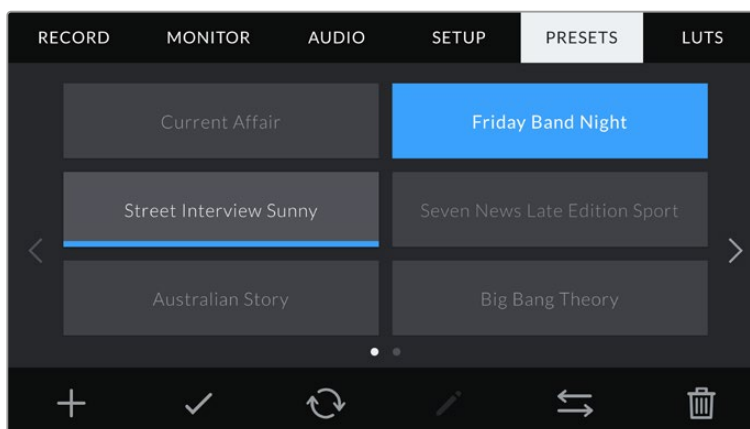 RECORD MONITOR AUDIO SETUP PRESETS LUTS
Current Affair Friday Band Night
Street Interview Sunny Seven News Late Edition Sport
Australian Story Big Bang Theory